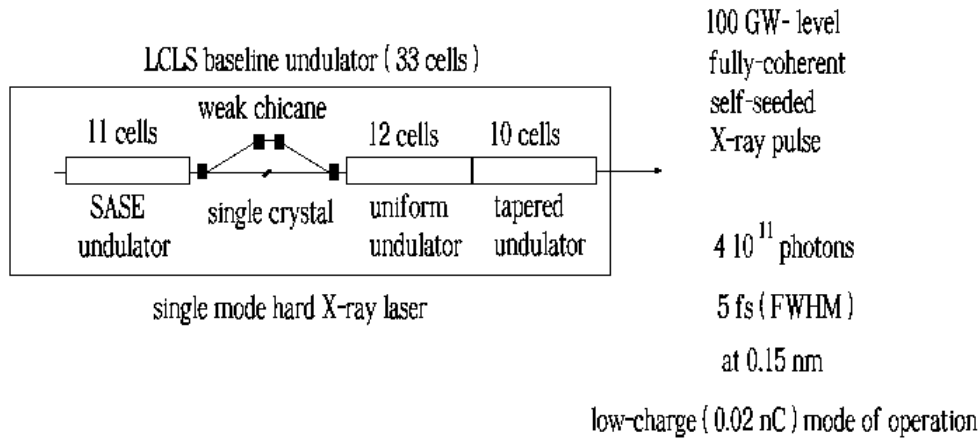 LCLS baseline undulator ( 33 cells )
weak chicane
11 cells
12 cells
10 cells
SASE
undulator
single crystal
uniform
undulator
tapered
undulator
single mode hard X-ray laser
100 GW- level
fully-coherent
self-seeded
X-ray pulse
4 10^11 photons
5 fs ( FWHM )
at 0.15 nm
low-charge ( 0.02 nC ) mode of operation